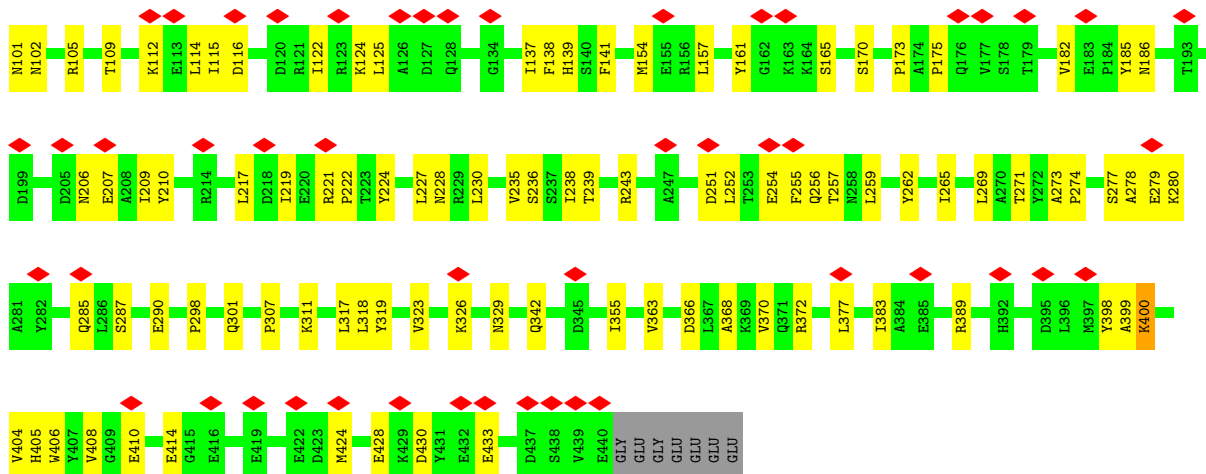 N101 N102 R105 T109 K112 E113 L114 I115 D116 D120 R121 I122 R123 K124 L125 A126 D127 Q128 G134 I137 F138 H139 S140 F141 M154 E155 R156 L157 Y161 G162 K163 K164 S165 S170 P173 A174 P175 Q176 V177 S178 T179 V182 E183 P184 Y185 N186 T193
D199 D205 N206 E207 A208 I209 Y210 R214 L217 D218 I219 E220 R221 P222 T223 Y224 L227 N228 R229 L230 V235 S236 S237 I238 T239 R243 A247 D251 L252 T253 E254 F255 Q256 T257 N258 L259 Y262 I265 L269 A270 T271 Y272 A273 P274 S277 A278 E279 K280
A281 Y282 Q285 L286 S287 E290 P298 Q301 P307 K311 L317 L318 Y319 V323 K326 N329 Q342 D345 I355 V363 D366 L367 A368 K369 V370 Q371 R372 L377 I383 A384 E385 R389 H392 D395 L396 M397 Y398 A399 K400
V404 H405 W406 Y407 V408 G409 E410 E414 G415 E416 E419 E422 D423 M424 E428 K429 D430 Y431 E432 E433 D437 S438 V439 E440 GLY GLU GLY GLU GLU GLU GLU